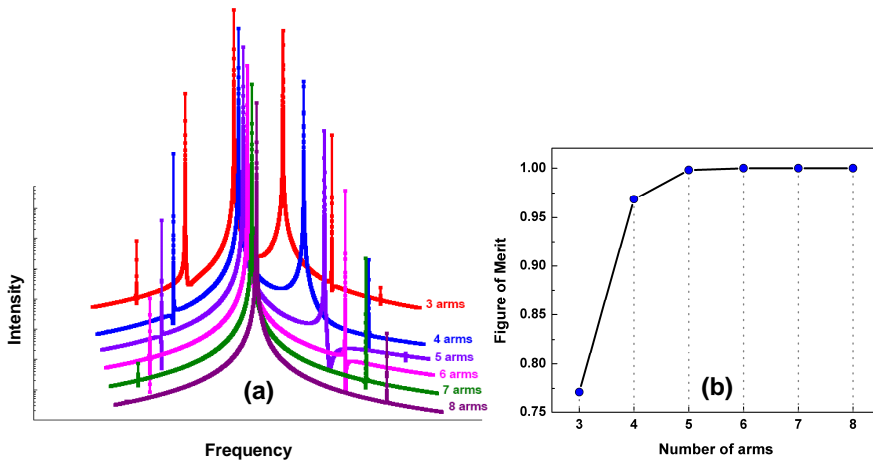 Intensity
3 arms
4 arms
5 arms
6 arms
7 arms
8 arms
(a)
Frequency
Figure of Merit
1.00
0.95
0.90
0.85
0.80
0.75
(b)
3 4 5 6 7 8
Number of arms